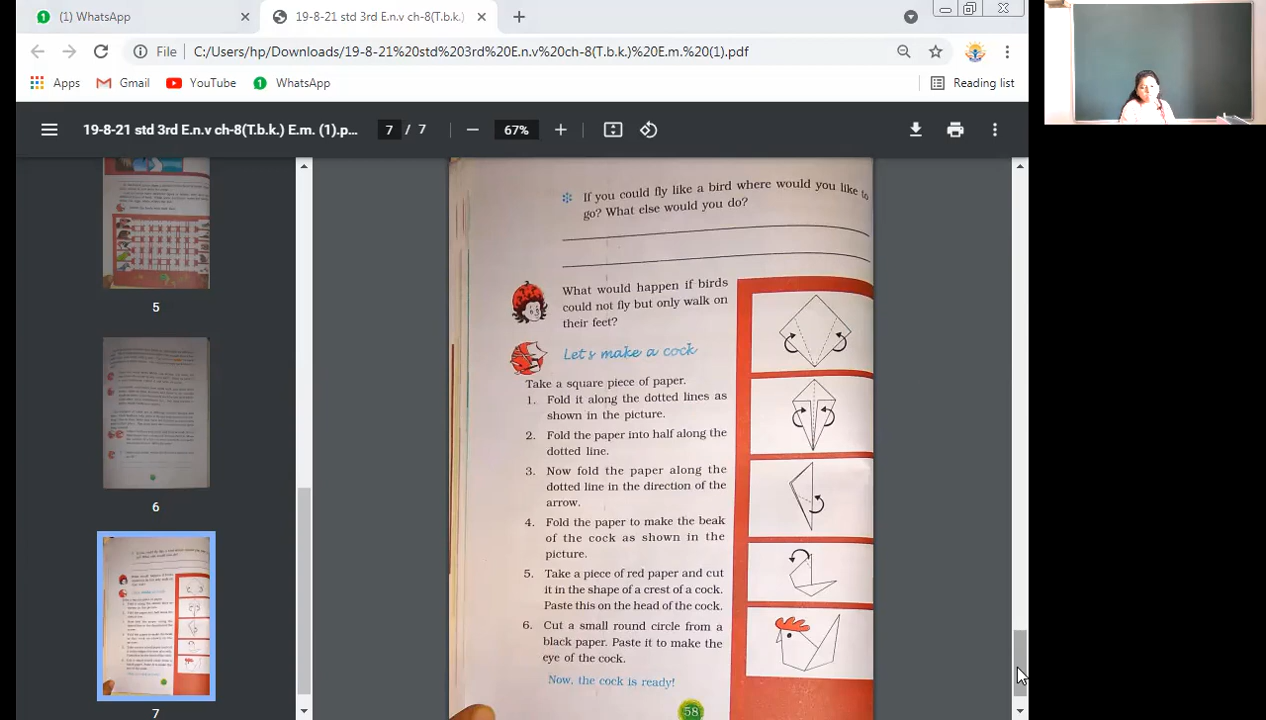 (1) WhatsApp
19-8-21 std 3rd E.n.v ch-8(T.b.k.)
File
C:/Users/hp/Downloads/19-8-21%20std%203rd%20E.n.v%20ch-8(T.b.k.)%20E.m.%20(1).pdf
Apps
Gmail
YouTube
WhatsApp
Reading list
19-8-21 std 3rd E.n.v ch-8(T.b.k.) E.m. (1).p...
7 / 7
67%
5
6
7
If you could fly like a bird where would you like to
go? What else would you do?
What would happen if birds
could not fly but only walk on
their feet?
Let's make a cock
Take a square piece of paper.
1. Fold it along the dotted lines as
shown in the picture.
2. Fold the paper into half along the
dotted line.
3. Now fold the paper along the
dotted line in the direction of the
arrow.
4. Fold the paper to make the beak
of the cock as shown in the
picture.
5. Take a piece of red paper and cut
it in the shape of a crest of a cock.
Paste this on the head of the cock.
6. Cut a small round circle from a
black paper. Paste it to make the
eye of the cock.
Now, the cock is ready!
58